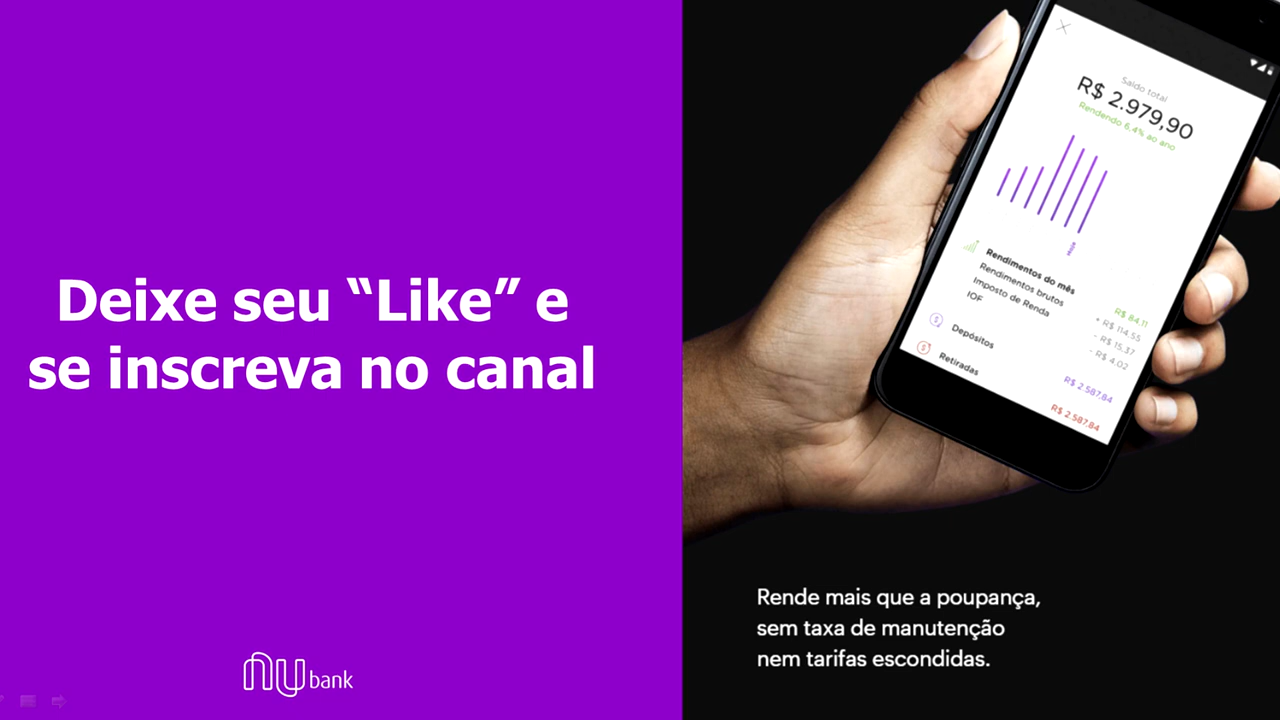 Deixe seu “Like” e
se inscreva no canal
nu bank
Saldo total
R$ 2.979,90
Rendendo 6,4% ao ano
Hoje
Rendimentos do mês R$ 84,11
Rendimentos brutos + R$ 114,55
Imposto de Renda - R$ 15,37
IOF - R$ 4,02
Depósitos R$ 2.587,84
Retiradas R$ 2.587,84
Rende mais que a poupança,
sem taxa de manutenção
nem tarifas escondidas.